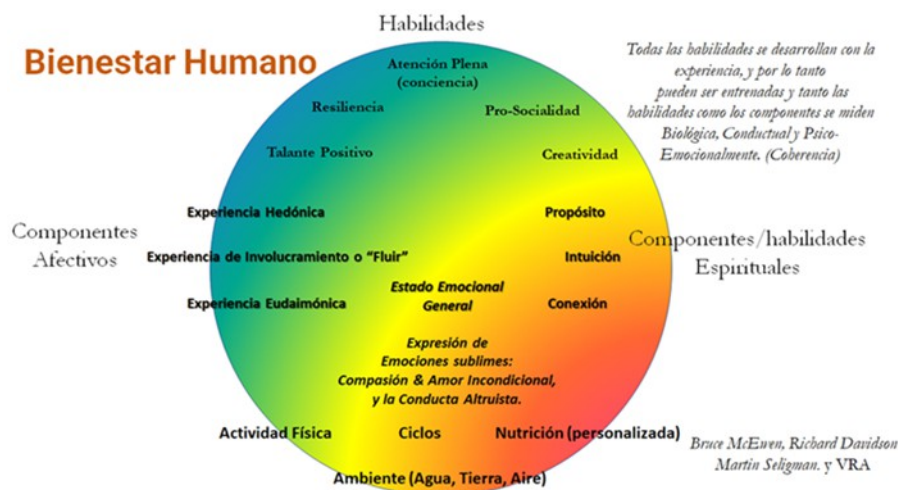 Habilidades
Bienestar Humano
Atención Plena
(conciencia)
Resiliencia
Pro-Socialidad
Talante Positivo
Creatividad
Todas las habilidades se desarrollan con la
experiencia, y por lo tanto
pueden ser entrenadas y tanto las
habilidades como los componentes se miden
Biológica, Conductual y Psico-
Emocionalmente. (Coherencia)
Componentes
Afectivos
Experiencia Hedónica
Experiencia de Involucramiento o "Fluir"
Experiencia Eudaimónica
Propósito
Intuición
Conexión
Componentes/habilidades
Espirituales
Estado Emocional
General
Expresión de
Emociones sublimes:
Compasión & Amor Incondicional,
y la Conducta Altruista.
Actividad Física
Ciclos
Nutrición (personalizada)
Ambiente (Agua, Tierra, Aire)
Bruce McEwen, Richard Davidson
Martin Seligman. y VRA